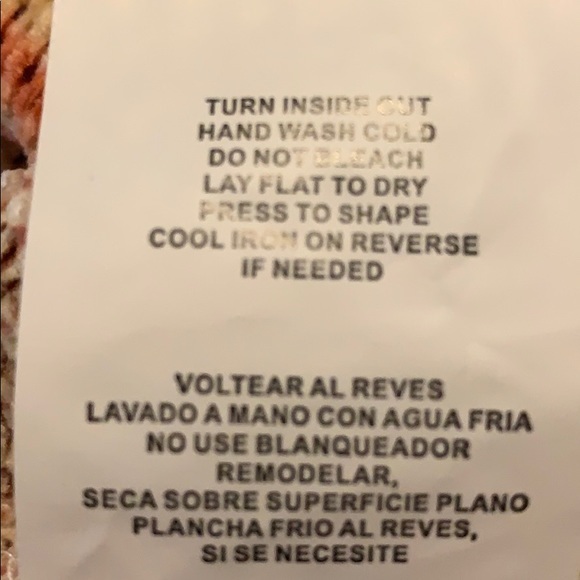 TURN INSIDE OUT
HAND WASH COLD
DO NOT BLEACH
LAY FLAT TO DRY
PRESS TO SHAPE
COOL IRON ON REVERSE
IF NEEDED
VOLTEAR AL REVES
LAVADO A MANO CON AGUA FRIA
NO USE BLANQUEADOR
REMODELAR,
SECA SOBRE SUPERFICIE PLANO
PLANCHA FRIO AL REVES,
SI SE NECESITE